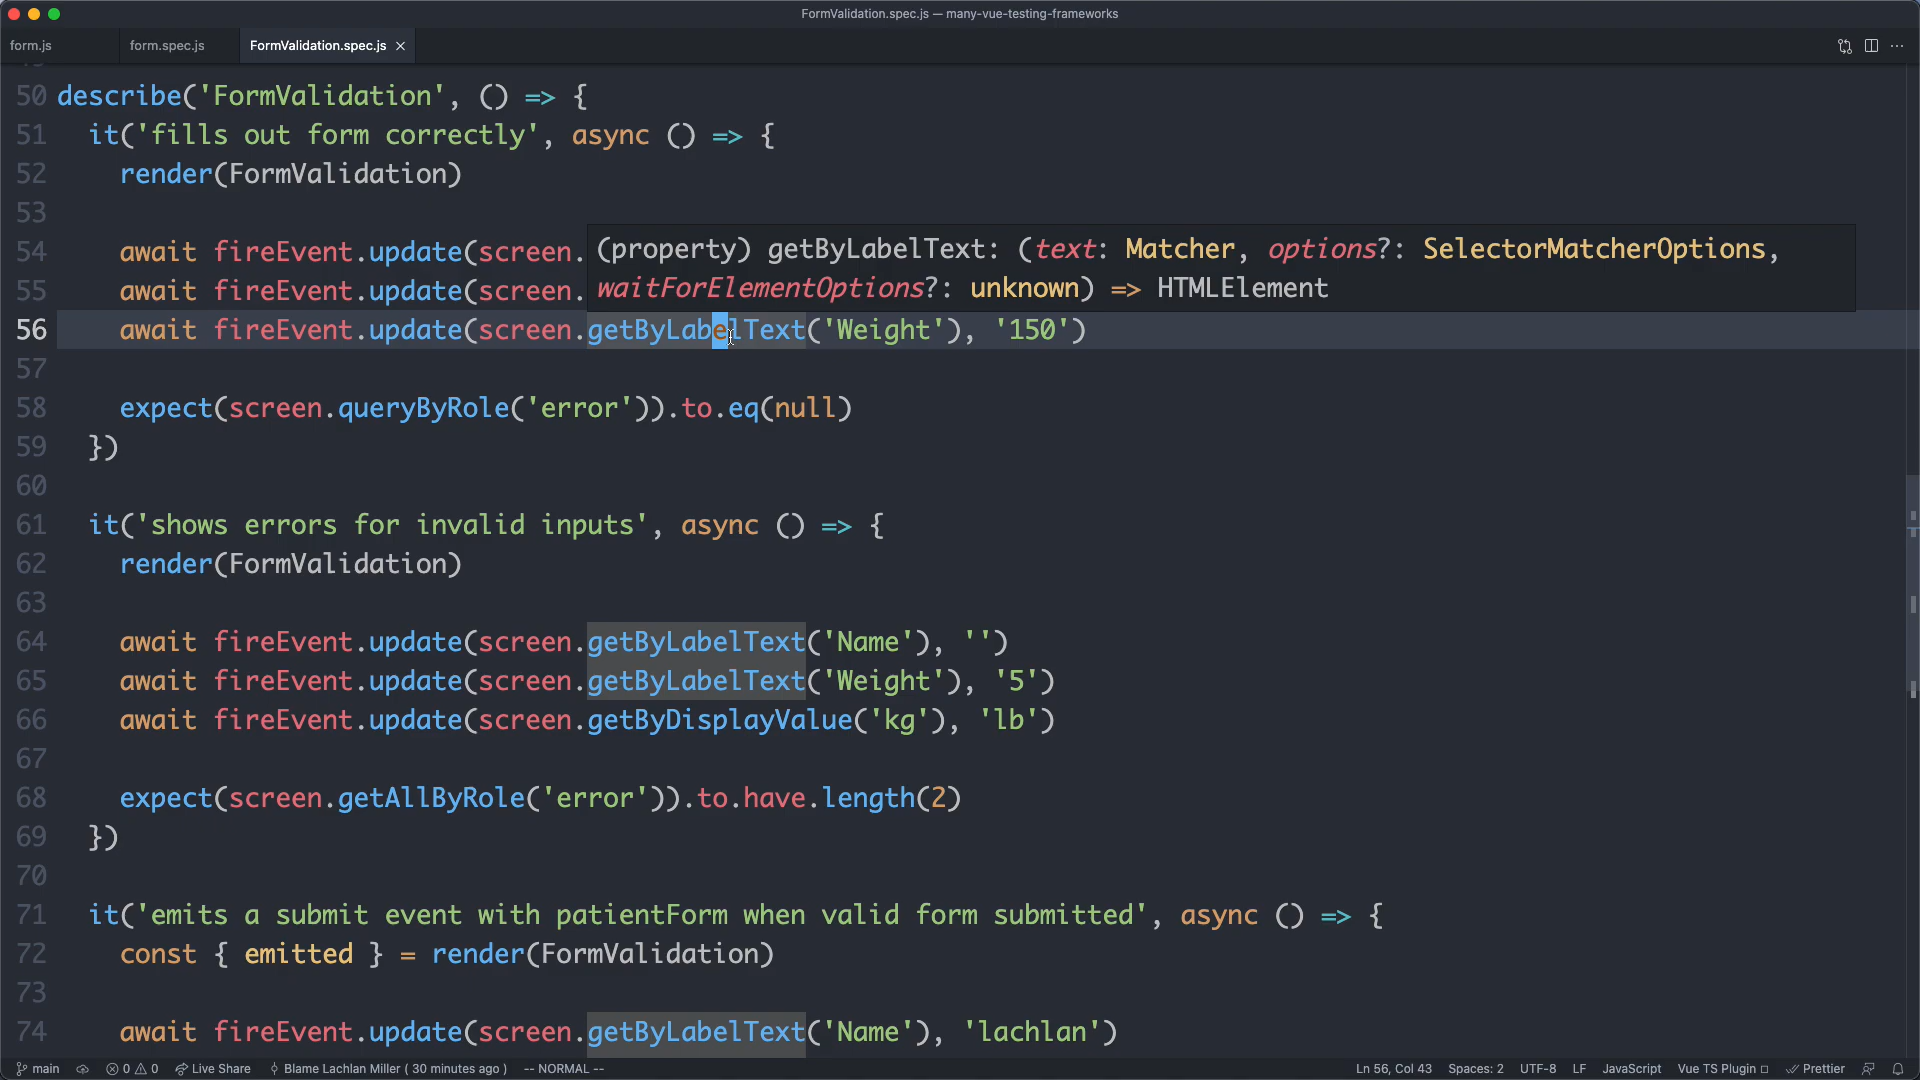 FormValidation.spec.js — many-vue-testing-frameworks
form.js form.spec.js FormValidation.spec.js
50 describe('FormValidation', () => {
51 it('fills out form correctly', async () => {
52 render(FormValidation)
53
54 await fireEvent.update(screen. (property) getByLabelText: (text: Matcher, options?: SelectorMatcherOptions,
55 await fireEvent.update(screen. waitForElementOptions?: unknown) => HTMLElement
56 await fireEvent.update(screen.getByLabelText('Weight'), '150')
57
58 expect(screen.queryByRole('error')).to.eq(null)
59 })
60
61 it('shows errors for invalid inputs', async () => {
62 render(FormValidation)
63
64 await fireEvent.update(screen.getByLabelText('Name'), '')
65 await fireEvent.update(screen.getByLabelText('Weight'), '5')
66 await fireEvent.update(screen.getByDisplayValue('kg'), 'lb')
67
68 expect(screen.getAllByRole('error')).to.have.length(2)
69 })
70
71 it('emits a submit event with patientForm when valid form submitted', async () => {
72 const { emitted } = render(FormValidation)
73
74 await fireEvent.update(screen.getByLabelText('Name'), 'lachlan')
main 0 0 Live Share Blame Lachlan Miller ( 30 minutes ago ) -- NORMAL -- Ln 56, Col 43 Spaces: 2 UTF-8 LF JavaScript Vue TS Plugin Prettier